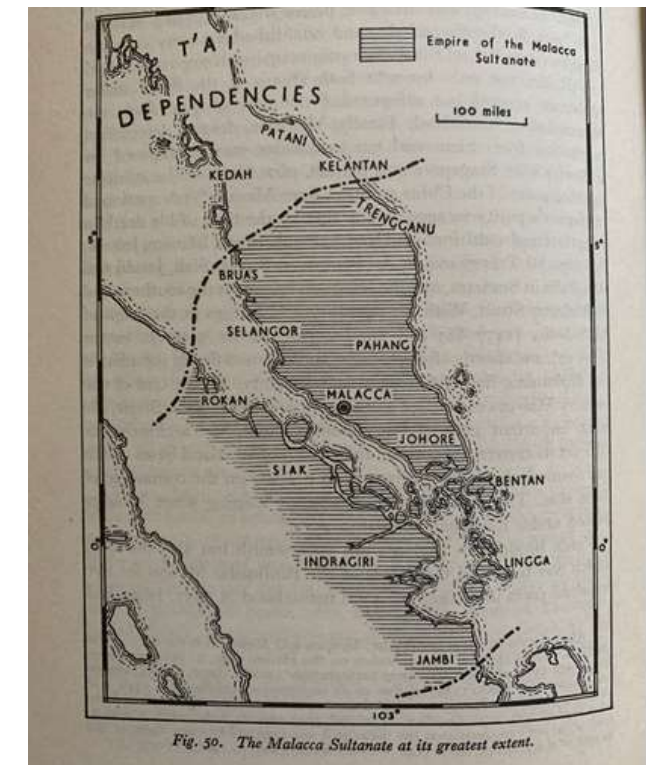 T'AI
DEPENDENCIES
Empire of the Malacca
Sultanate
100 miles
PATANI
KELANTAN
KEDAH
TRENGGANU
5°
5°
BRUAS
SELANGOR
PAHANG
ROKAN
MALACCA
JOHORE
SIAK
BENTAN
0°
0°
INDRAGIRI
LINGGA
JAMBI
103°
Fig. 50. The Malacca Sultanate at its greatest extent.